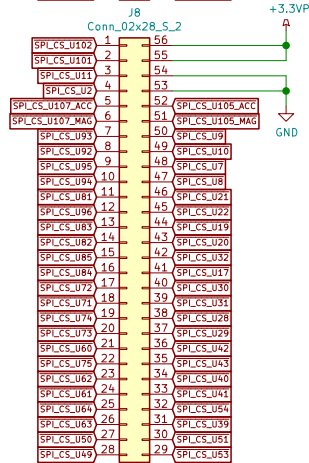 +3.3VP
J8
Conn_02x28_S_2
SPI_CS_U102 1 56
SPI_CS_U101 2 55
SPI_CS_U11 3 54
SPI_CS_U2 4 53
SPI_CS_U107_ACC 5 52 SPI_CS_U105_ACC
GND
SPI_CS_U107_MAG 6 51 SPI_CS_U105_MAG
SPI_CS_U93 7 50 SPI_CS_U9
SPI_CS_U92 8 49 SPI_CS_U10
SPI_CS_U95 9 48 SPI_CS_U7
SPI_CS_U94 10 47 SPI_CS_U8
SPI_CS_U81 11 46 SPI_CS_U21
SPI_CS_U96 12 45 SPI_CS_U22
SPI_CS_U83 13 44 SPI_CS_U19
SPI_CS_U82 14 43 SPI_CS_U20
SPI_CS_U85 15 42 SPI_CS_U32
SPI_CS_U84 16 41 SPI_CS_U17
SPI_CS_U72 17 40 SPI_CS_U30
SPI_CS_U71 18 39 SPI_CS_U31
SPI_CS_U74 19 38 SPI_CS_U28
SPI_CS_U73 20 37 SPI_CS_U29
SPI_CS_U60 21 36 SPI_CS_U42
SPI_CS_U75 22 35 SPI_CS_U43
SPI_CS_U62 23 34 SPI_CS_U40
SPI_CS_U61 24 33 SPI_CS_U41
SPI_CS_U64 25 32 SPI_CS_U54
SPI_CS_U63 26 31 SPI_CS_U39
SPI_CS_U50 27 30 SPI_CS_U51
SPI_CS_U49 28 29 SPI_CS_U53